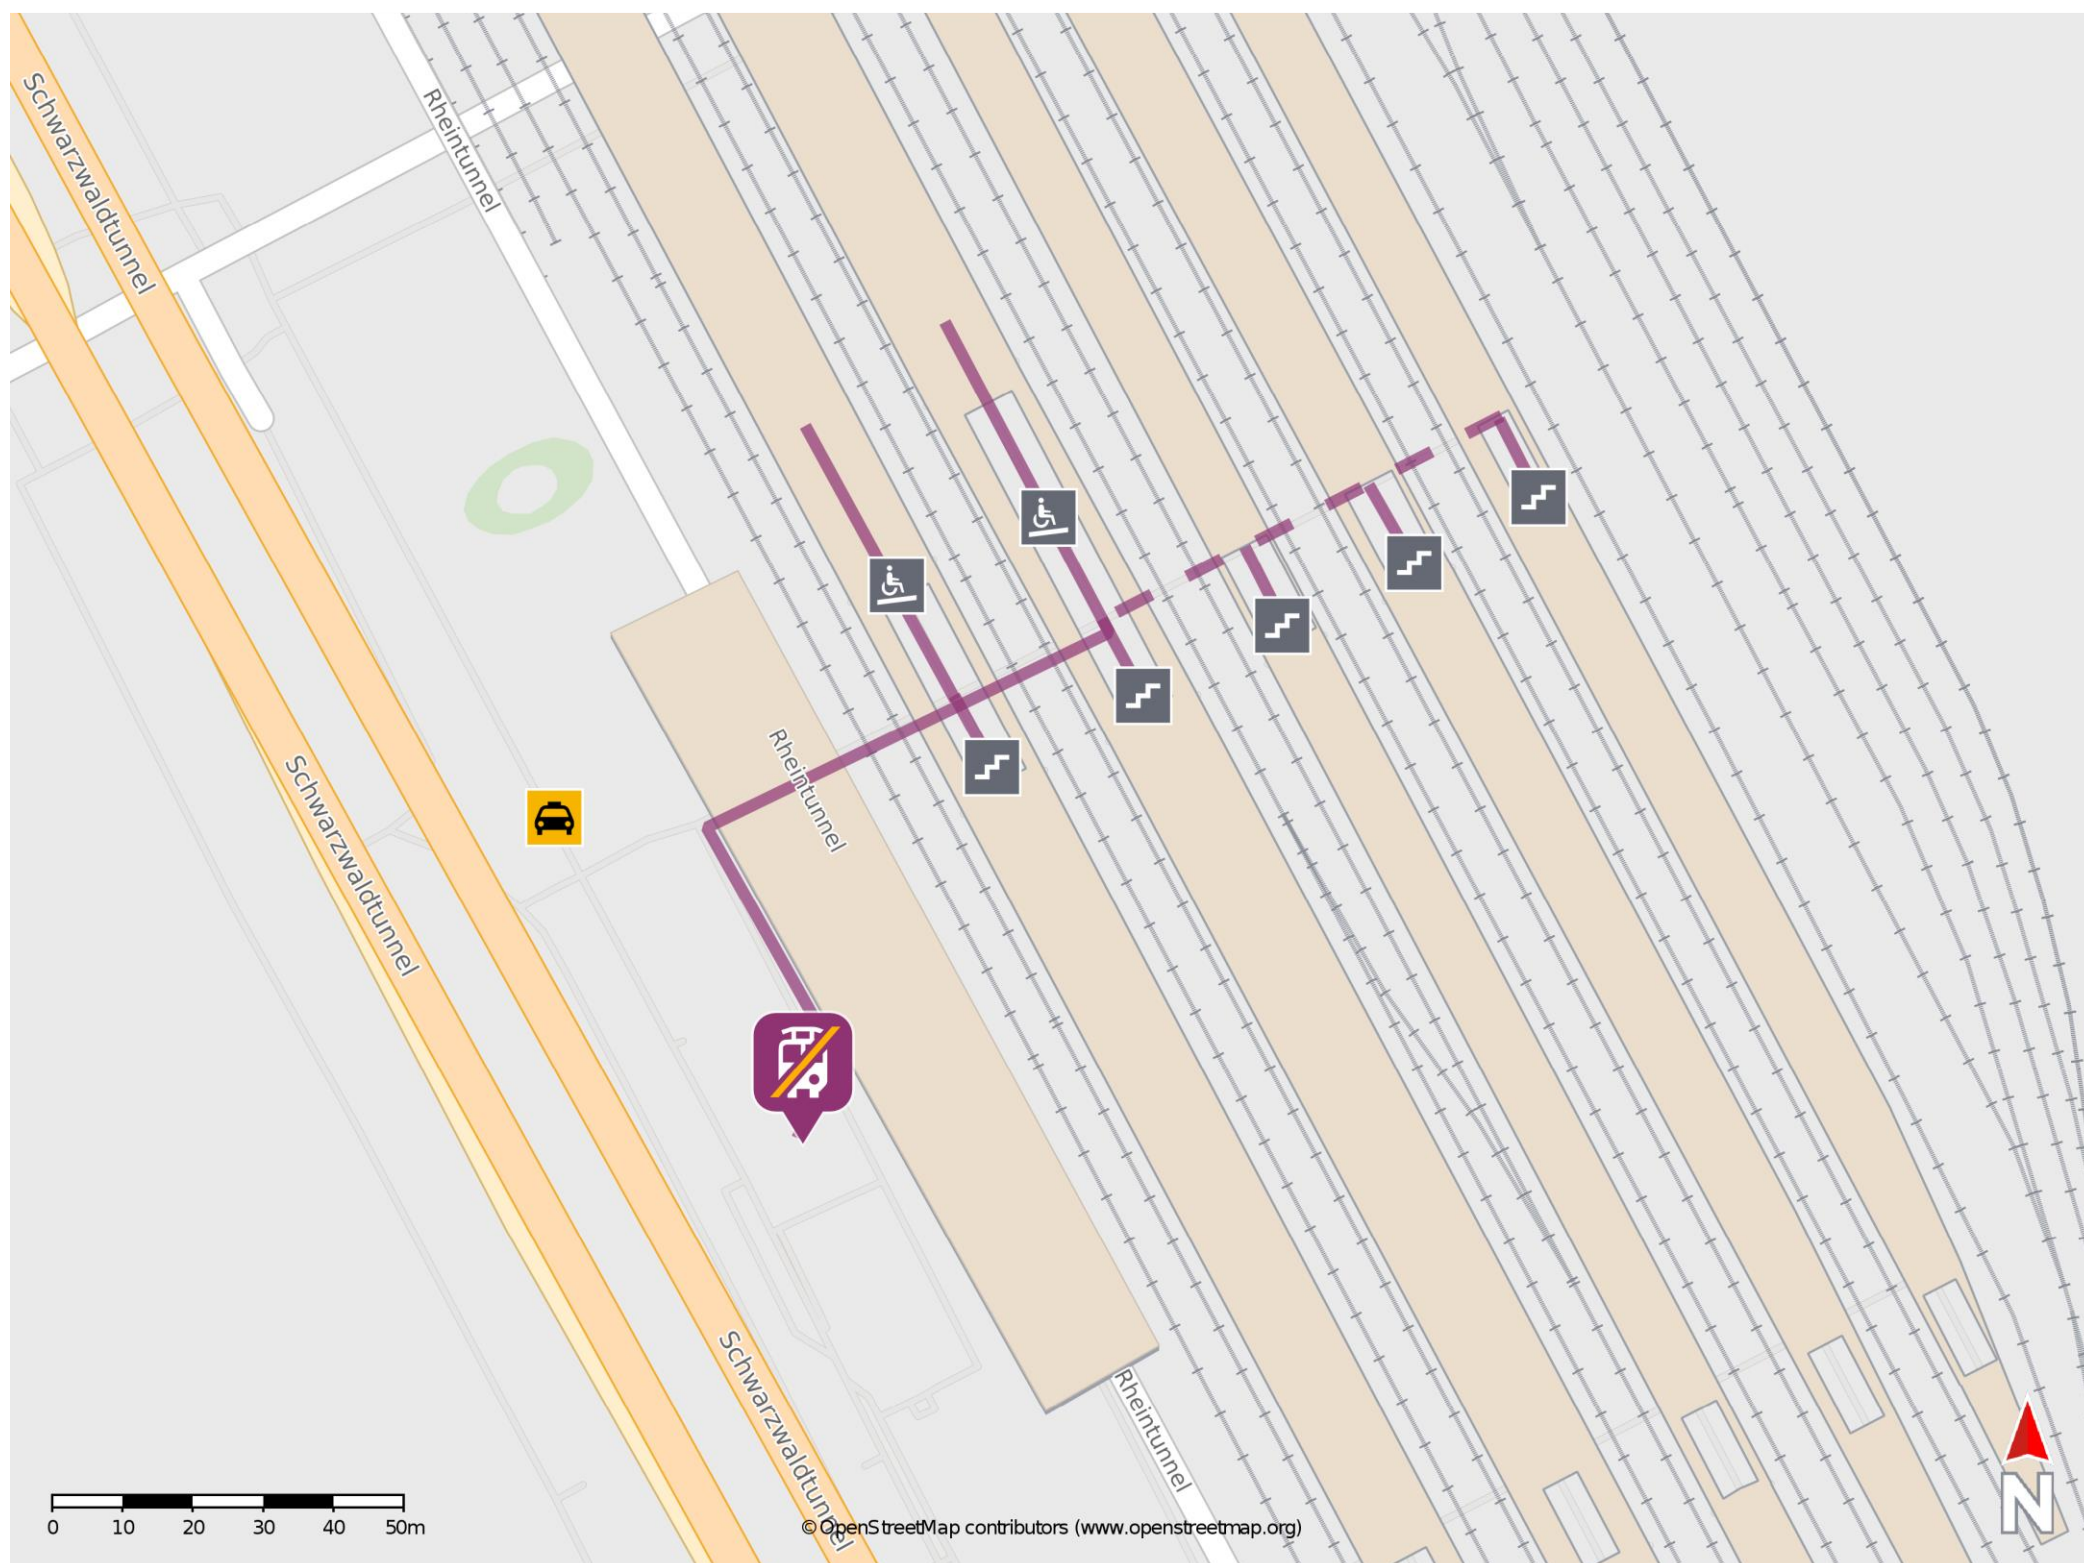 Schwarzwaldtunnel
Rheintunnel
Rheintunnel
Schwarzwaldtunnel
Schwarzwaldtunnel
Rheintunnel
N
0 10 20 30 40 50m
© OpenStreetMap contributors (www.openstreetmap.org)